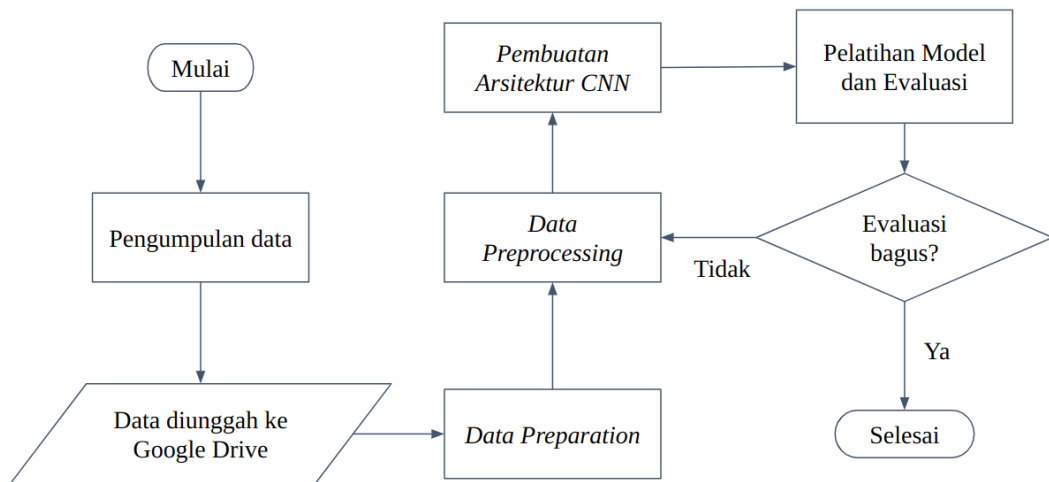 Mulai
Pengumpulan data
Data diunggah ke
Google Drive
Data Preparation
Data
Preprocessing
Pembuatan
Arsitektur CNN
Pelatihan Model
dan Evaluasi
Evaluasi
bagus?
Tidak
Ya
Selesai